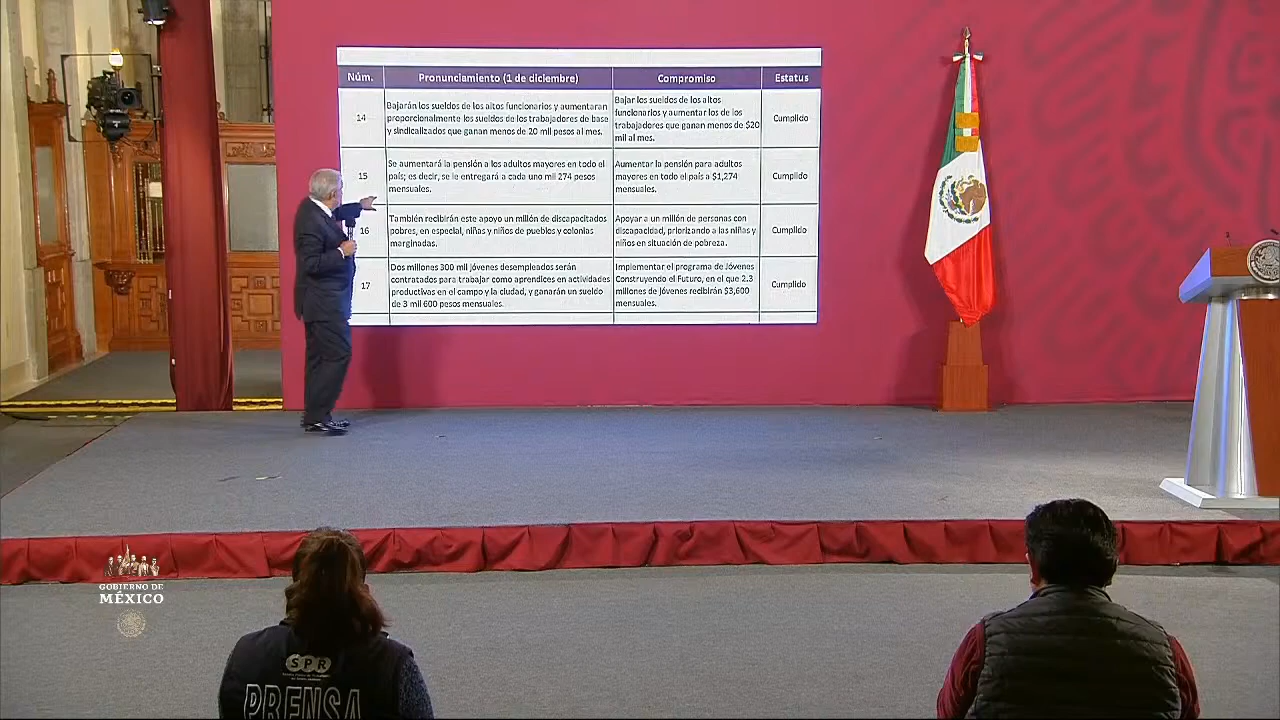 Núm. Pronunciamiento (1 de diciembre) Compromiso Estatus
14
Bajarán los sueldos de los altos funcionarios y aumentaran
proporcionalmente los sueldos de los trabajadores de base
y sindicalizados que ganan menos de 20 mil pesos al mes.
Bajar los sueldos de los altos
funcionarios y aumentar los de los
trabajadores que ganan menos de $20
mil al mes.
Cumplido
15
Se aumentará la pensión a los adultos mayores en todo el
país; es decir, se le entregará a cada uno mil 274 pesos
mensuales.
Aumentar la pensión para adultos
mayores en todo el país a $1,274
mensuales.
Cumplido
16
También recibirán este apoyo un millón de discapacitados
pobres, en especial, niñas y niños de pueblos y colonias
marginadas.
Apoyar a un millón de personas con
discapacidad, priorizando a las niñas y
niños en situación de pobreza.
Cumplido
17
Dos millones 300 mil jóvenes desempleados serán
contratados para trabajar como aprendices en actividades
productivas en el campo y la ciudad, y ganarán un sueldo
de 3 mil 600 pesos mensuales.
Implementar el programa de Jóvenes
Construyendo el Futuro, en el que 2.3
millones de jóvenes recibirán $3,600
mensuales.
Cumplido
GOBIERNO DE
MÉXICO
SPR
PRENSA